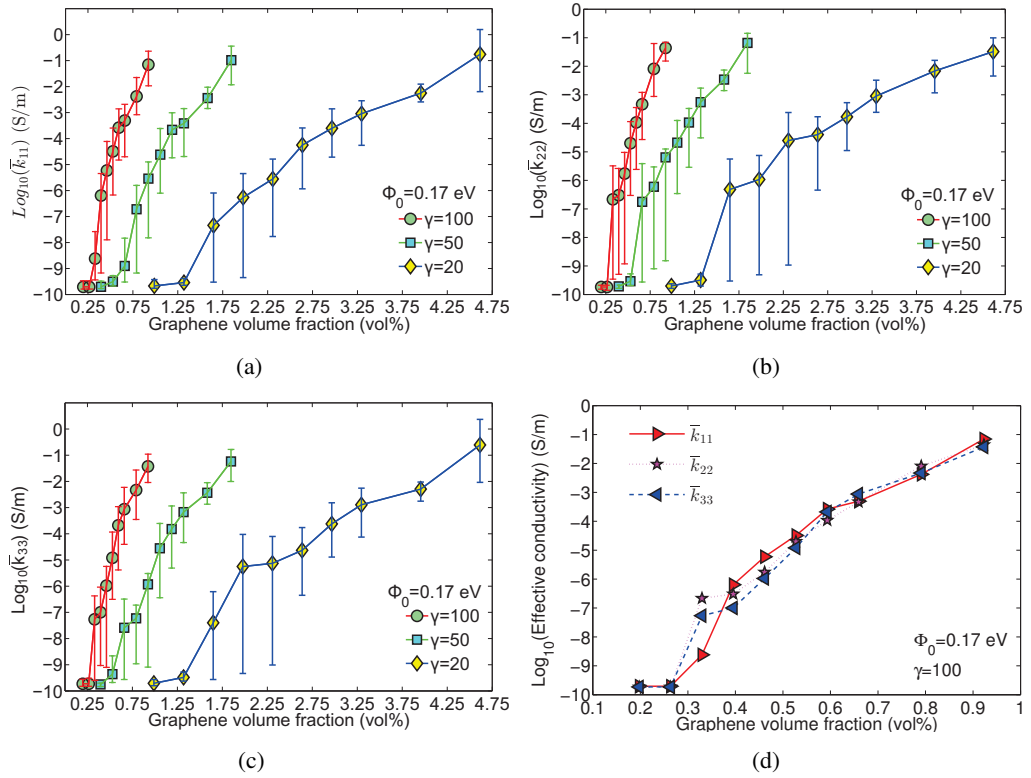 0
−1
−2
−3
−4
−5
−6
−7
−8
−9
−10
0.25 0.75 1.25 1.75 2.25 2.75 3.25 3.75 4.25 4.75
Log₁₀(k̅₁₁) (S/m)
Graphene volume fraction (vol%)
Φ₀=0.17 eV
γ=100
γ=50
γ=20
(a)
0
−1
−2
−3
−4
−5
−6
−7
−8
−9
−10
0.25 0.75 1.25 1.75 2.25 2.75 3.25 3.75 4.25 4.75
Log₁₀(k̅₂₂) (S/m)
Graphene volume fraction (vol%)
Φ₀=0.17 eV
γ=100
γ=50
γ=20
(b)
0
−1
−2
−3
−4
−5
−6
−7
−8
−9
−10
0.25 0.75 1.25 1.75 2.25 2.75 3.25 3.75 4.25 4.75
Log₁₀(k̅₃₃) (S/m)
Graphene volume fraction (vol%)
Φ₀=0.17 eV
γ=100
γ=50
γ=20
(c)
0
−1
−2
−3
−4
−5
−6
−7
−8
−9
−10
0.1 0.2 0.3 0.4 0.5 0.6 0.7 0.8 0.9 1
Log₁₀(Effective conductivity) (S/m)
Graphene volume fraction (vol%)
k̅₁₁
k̅₂₂
k̅₃₃
Φ₀=0.17 eV
γ=100
(d)